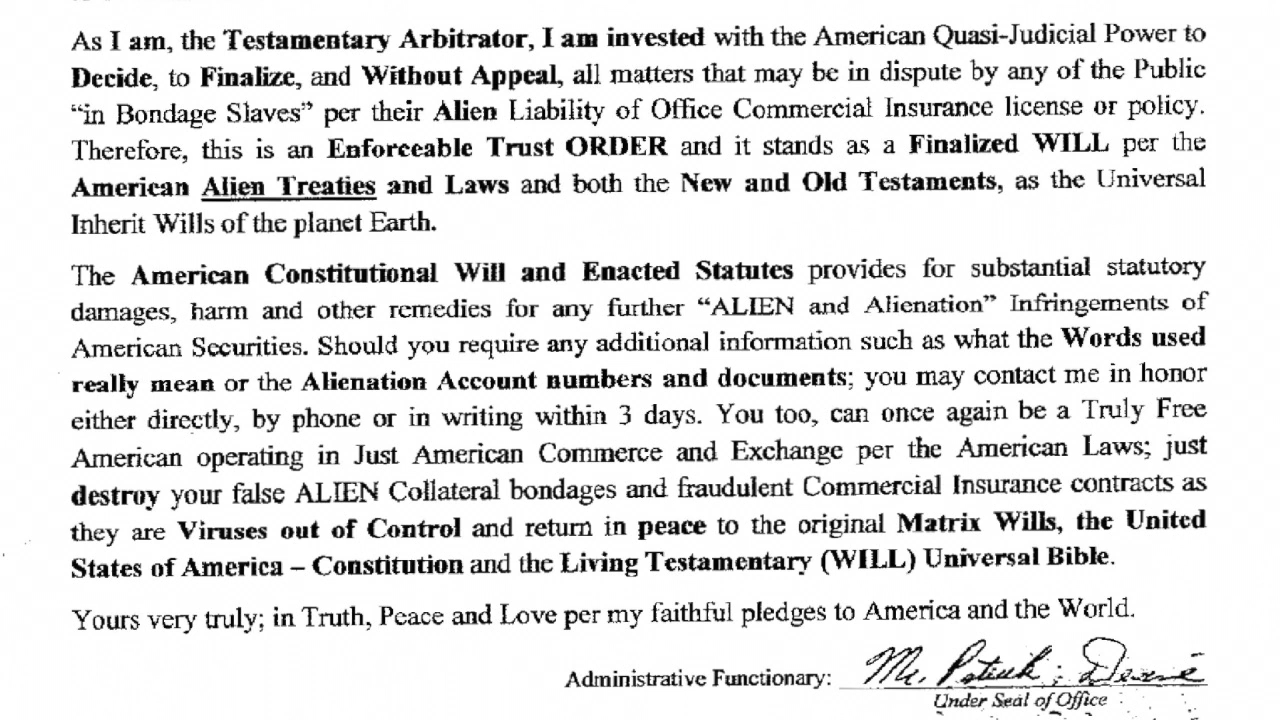 As I am, the Testamentary Arbitrator, I am invested with the American Quasi-Judicial Power to
Decide, to Finalize, and Without Appeal, all matters that may be in dispute by any of the Public
“in Bondage Slaves” per their Alien Liability of Office Commercial Insurance license or policy.
Therefore, this is an Enforceable Trust ORDER and it stands as a Finalized WILL per the
American Alien Treaties and Laws and both the New and Old Testaments, as the Universal
Inherit Wills of the planet Earth.
The American Constitutional Will and Enacted Statutes provides for substantial statutory
damages, harm and other remedies for any further “ALIEN and Alienation” Infringements of
American Securities. Should you require any additional information such as what the Words used
really mean or the Alienation Account numbers and documents; you may contact me in honor
either directly, by phone or in writing within 3 days. You too, can once again be a Truly Free
American operating in Just American Commerce and Exchange per the American Laws; just
destroy your false ALIEN Collateral bondages and fraudulent Commercial Insurance contracts as
they are Viruses out of Control and return in peace to the original Matrix Wills, the United
States of America – Constitution and the Living Testamentary (WILL) Universal Bible.
Yours very truly; in Truth, Peace and Love per my faithful pledges to America and the World.
Administrative Functionary: Mr.
Under Seal of Office